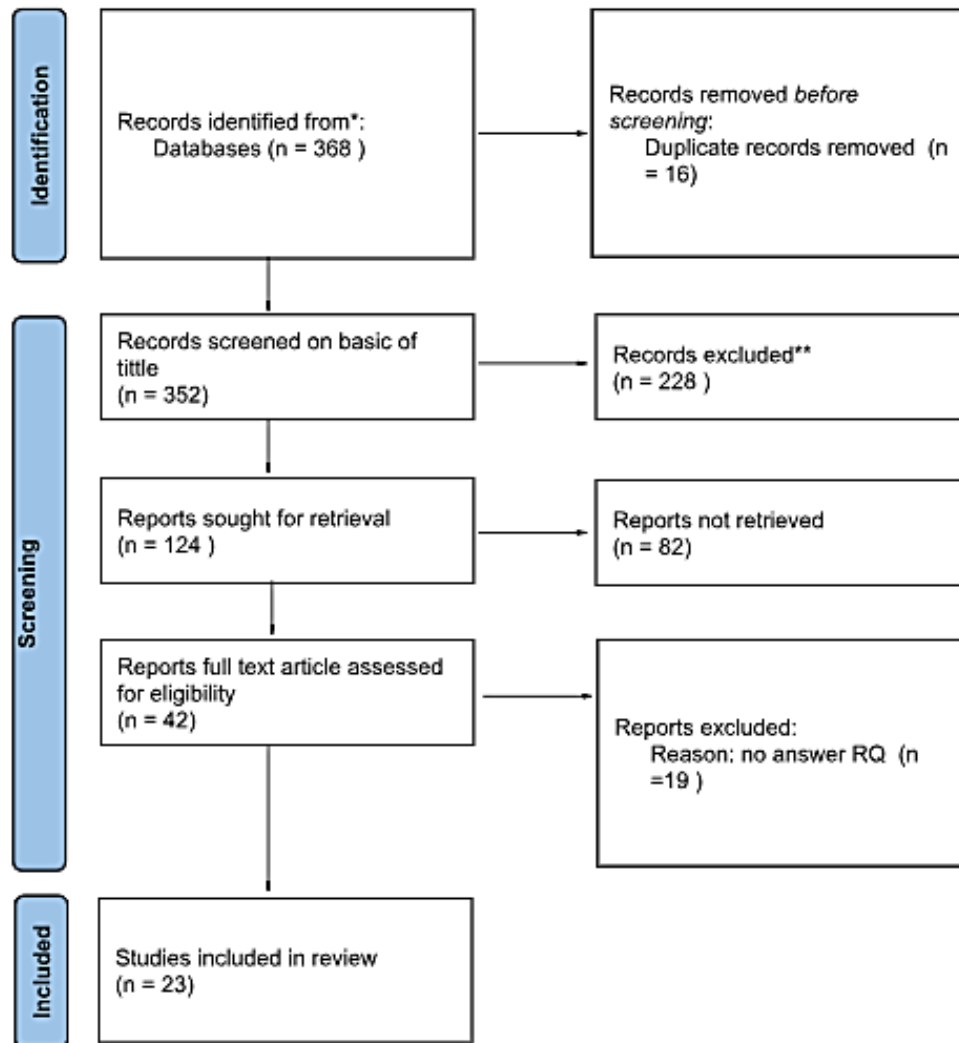 Identification
Records identified from*:
Databases (n = 368 )
Records removed before
screening:
Duplicate records removed (n
= 16)
Screening
Records screened on basic of
tittle
(n = 352)
Records excluded**
(n = 228 )
Reports sought for retrieval
(n = 124 )
Reports not retrieved
(n = 82)
Reports full text article assessed
for eligibility
(n = 42)
Reports excluded:
Reason: no answer RQ (n
=19 )
Included
Studies included in review
(n = 23)